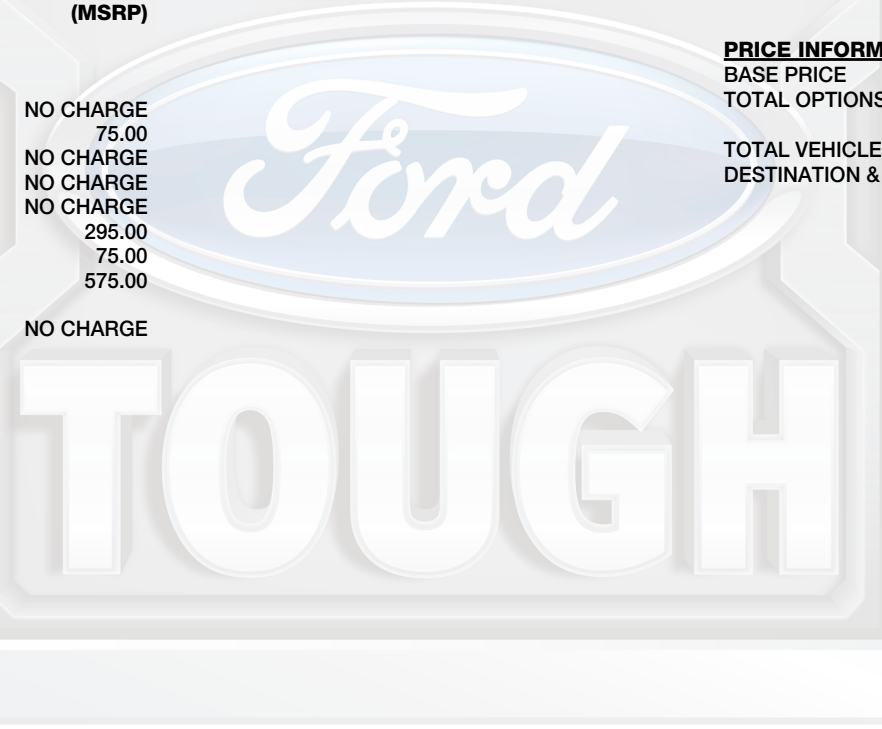 (MSRP)
NO CHARGE
75.00
NO CHARGE
NO CHARGE
NO CHARGE
295.00
75.00
575.00
NO CHARGE
PRICE INFORM
BASE PRICE
TOTAL OPTIONS
TOTAL VEHICLE
DESTINATION &
Ford
TOUGH